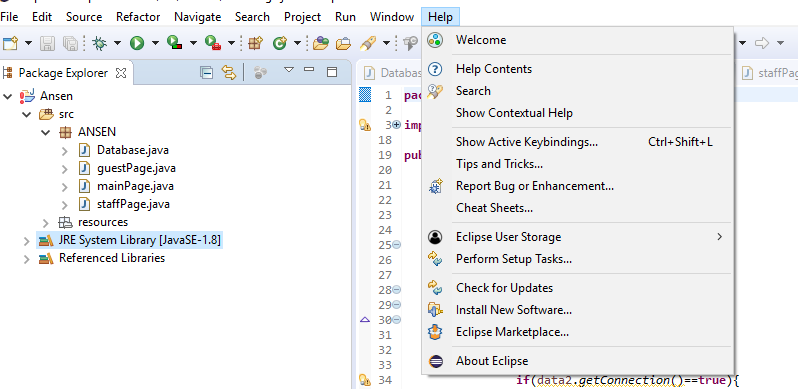 File Edit Source Refactor Navigate Search Project Run Window Help
Package Explorer
Ansen
src
ANSEN
Database.java
guestPage.java
mainPage.java
staffPage.java
resources
JRE System Library [JavaSE-1.8]
Referenced Libraries
Welcome
Help Contents
Search
Show Contextual Help
Show Active Keybindings... Ctrl+Shift+L
Tips and Tricks...
Report Bug or Enhancement...
Cheat Sheets...
Eclipse User Storage
Perform Setup Tasks...
Check for Updates
Install New Software...
Eclipse Marketplace...
About Eclipse
Databas
staffPag
1 pac
2
3 imp
18
19 pub
20
21
22
23
24
25
26
27
28
29
30
31
32
33
34 if(data2.getConnection()==true){